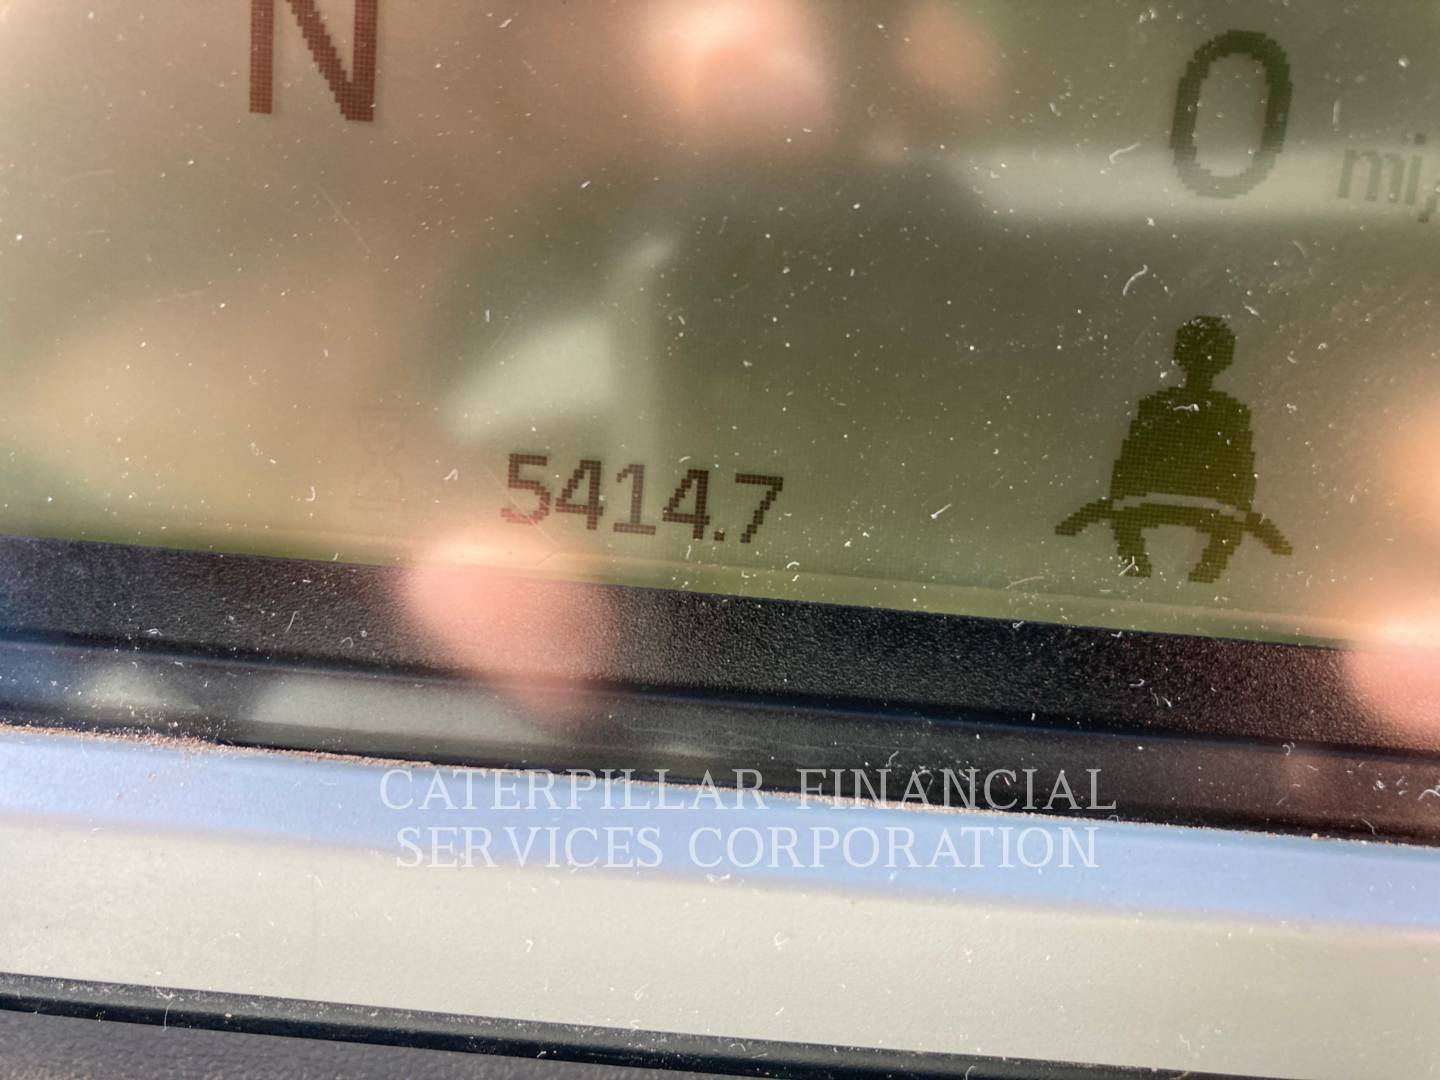 N 0 mi/
5414.7
CATERPILLAR FINANCIAL
SERVICES CORPORATION